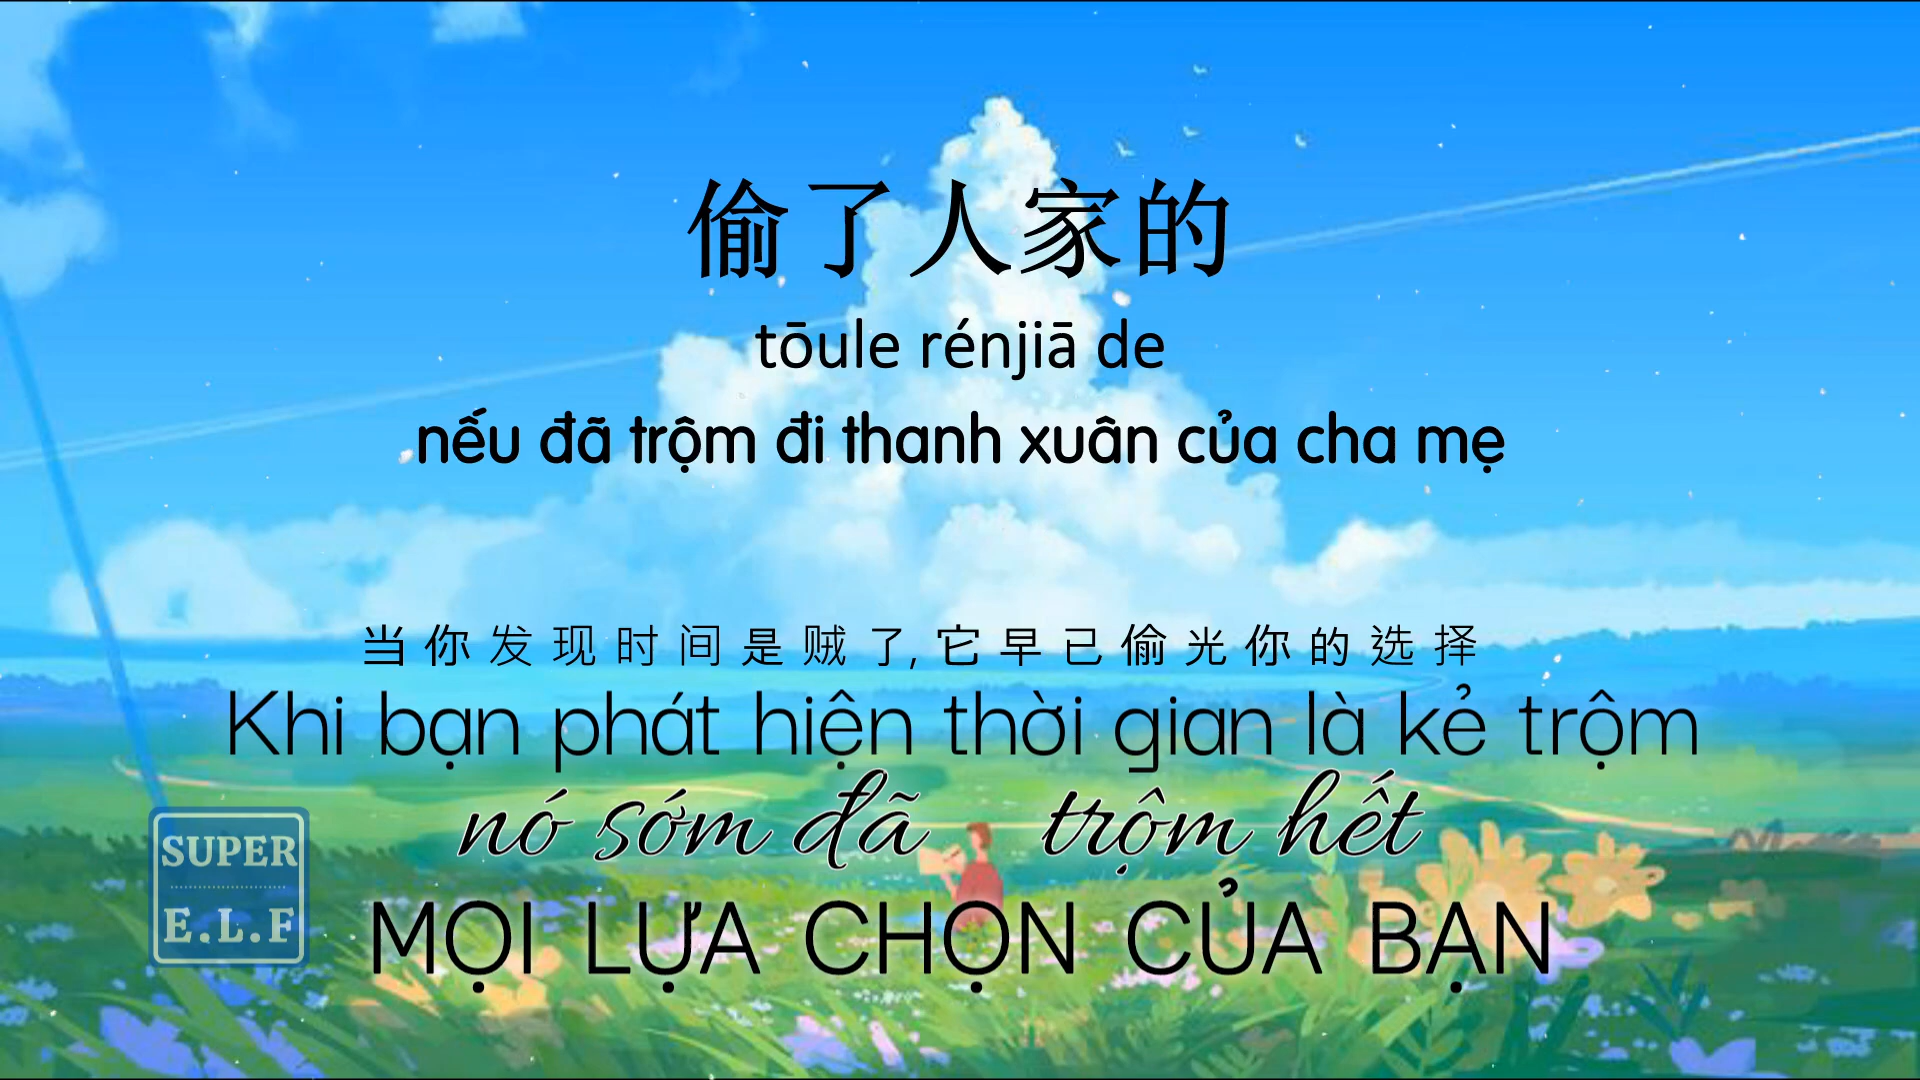 偷了人家的
tōule rénjiā de
nếu đã trộm đi thanh xuân của cha mẹ
当你发现时间是贼了,它早已偷光你的选择
Khi bạn phát hiện thời gian là kẻ trộm
nó sớm đã trộm hết
MỌI LỰA CHỌN CỦA BẠN
SUPER
E.L.F